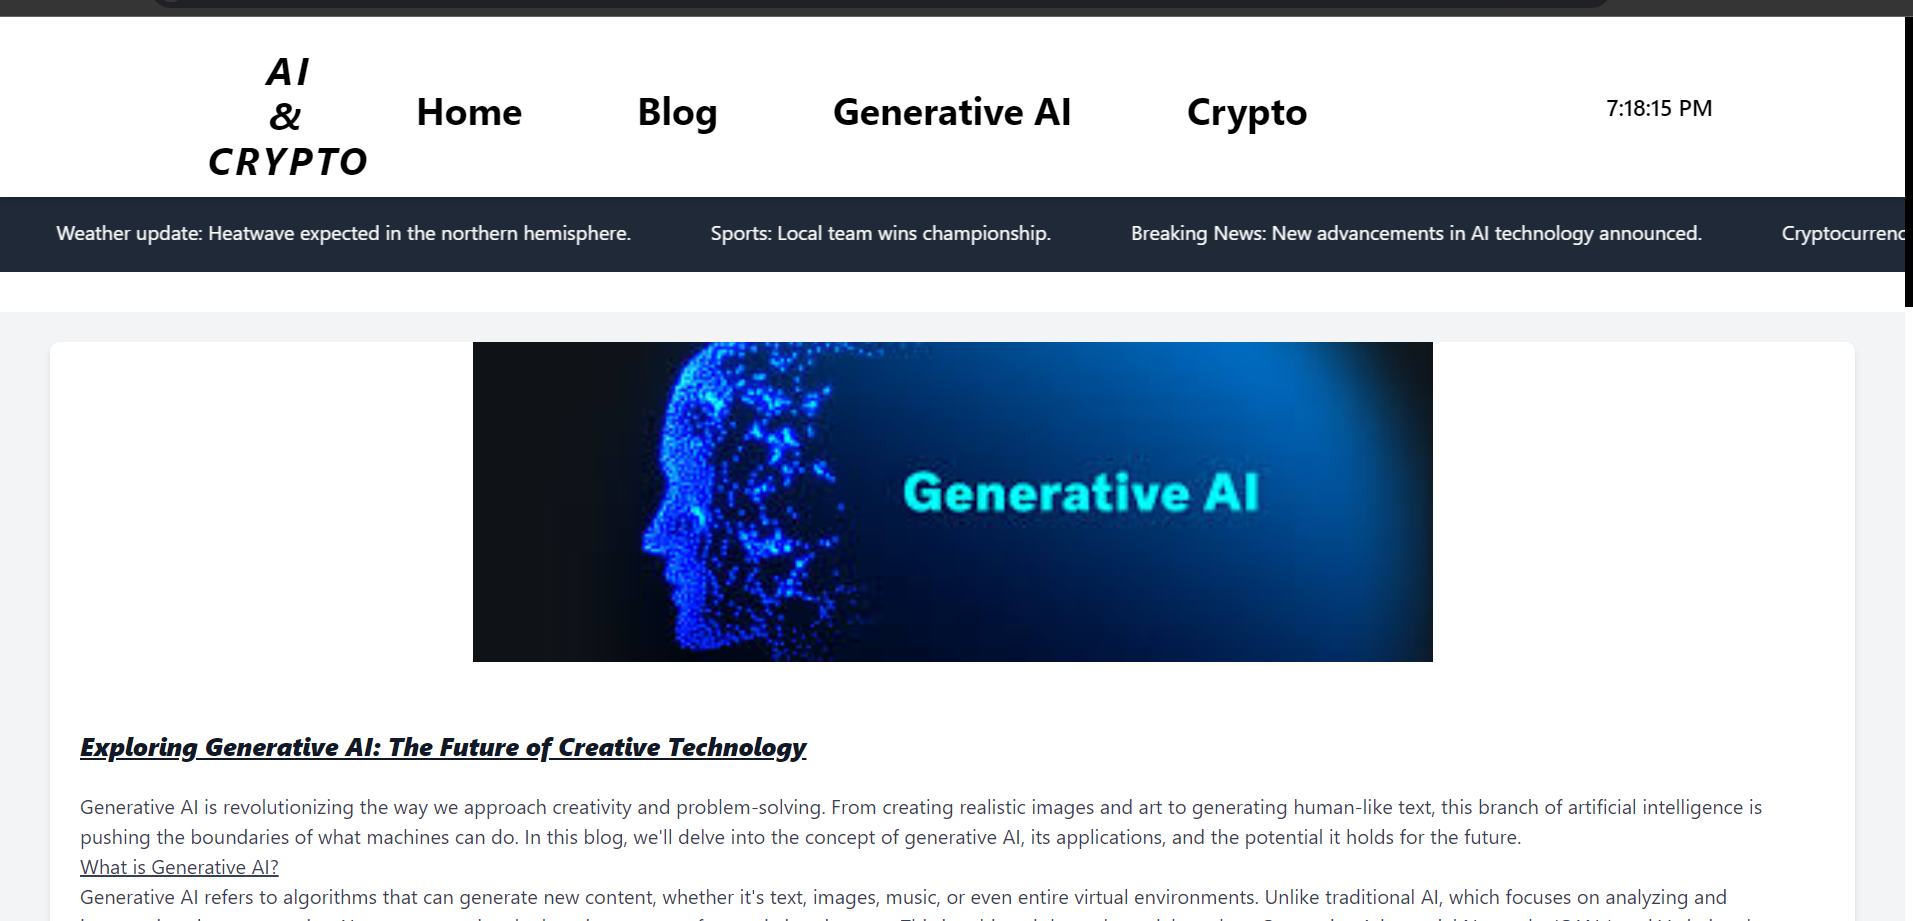 AI
&
CRYPTO
Home Blog Generative AI Crypto 7:18:15 PM
Weather update: Heatwave expected in the northern hemisphere. Sports: Local team wins championship. Breaking News: New advancements in AI technology announced. Cryptocurrenc
Generative AI
Exploring Generative AI: The Future of Creative Technology
Generative AI is revolutionizing the way we approach creativity and problem-solving. From creating realistic images and art to generating human-like text, this branch of artificial intelligence is
pushing the boundaries of what machines can do. In this blog, we'll delve into the concept of generative AI, its applications, and the potential it holds for the future.
What is Generative AI?
Generative AI refers to algorithms that can generate new content, whether it's text, images, music, or even entire virtual environments. Unlike traditional AI, which focuses on analyzing and